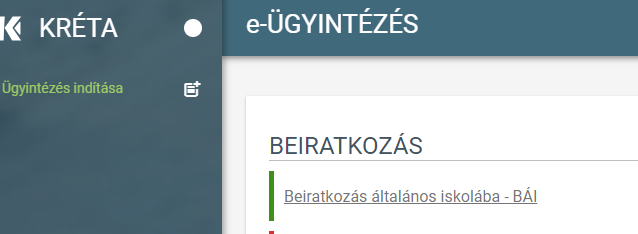 KRÉTA
e-ÜGYINTÉZÉS
Ügyintézés indítása
BEIRATKOZÁS
Beiratkozás általános iskolába - BÁI